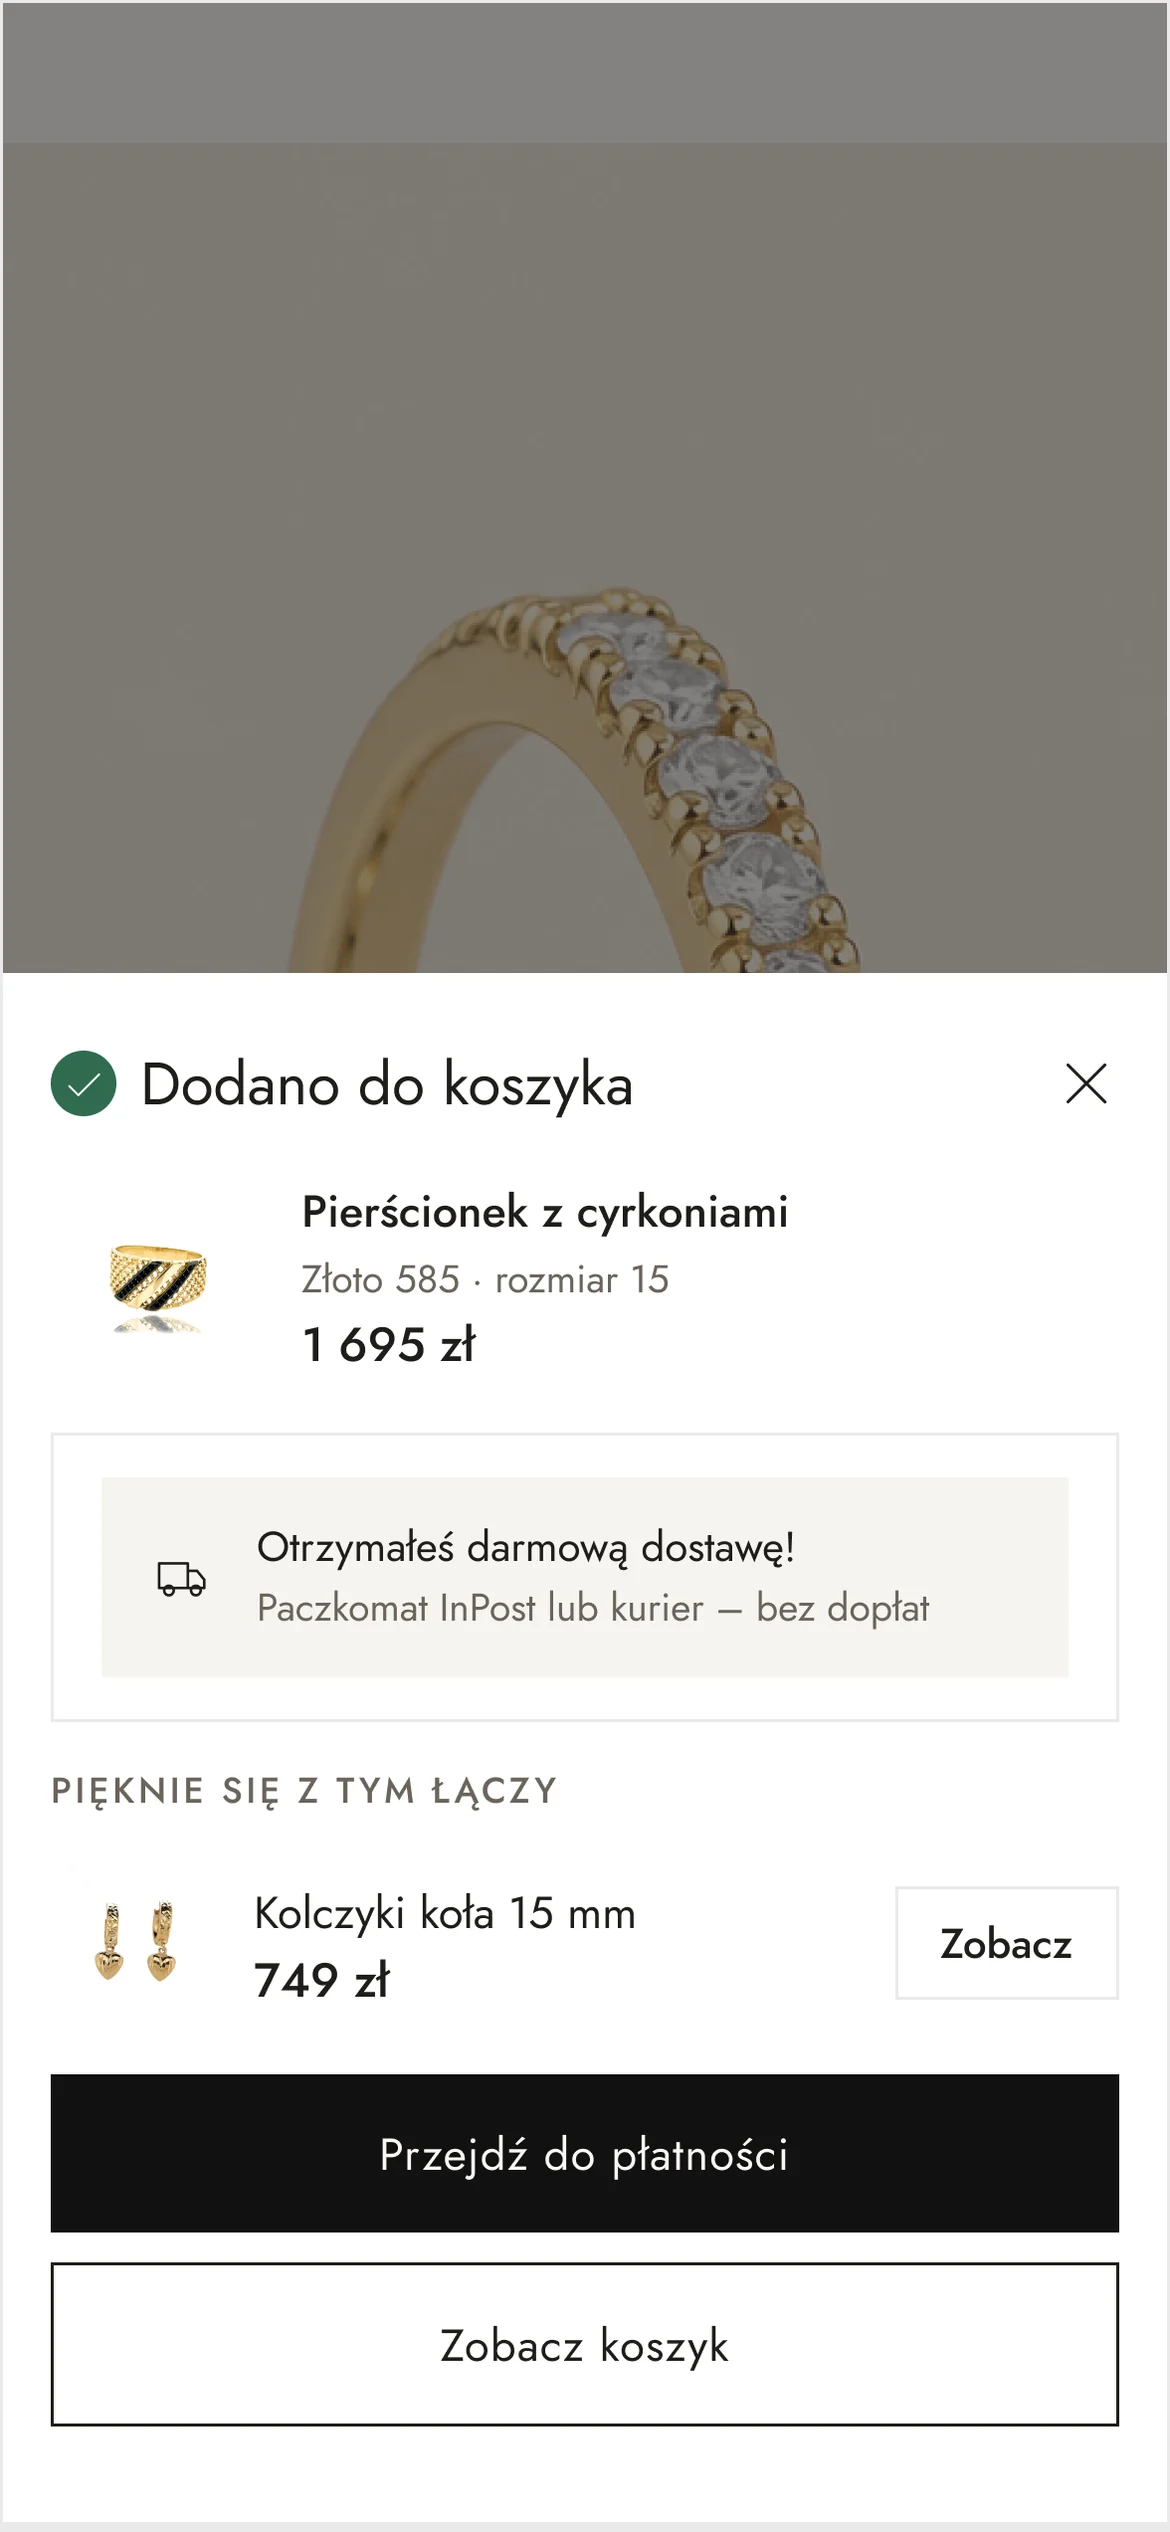 Dodano do koszyka
Pierścionek z cyrkoniami
Złoto 585 · rozmiar 15
1 695 zł
Otrzymałeś darmową dostawę!
Paczkomat InPost lub kurier – bez dopłat
PIĘKNIE SIĘ Z TYM ŁĄCZY
Kolczyki koła 15 mm
749 zł
Zobacz
Przejdź do płatności
Zobacz koszyk